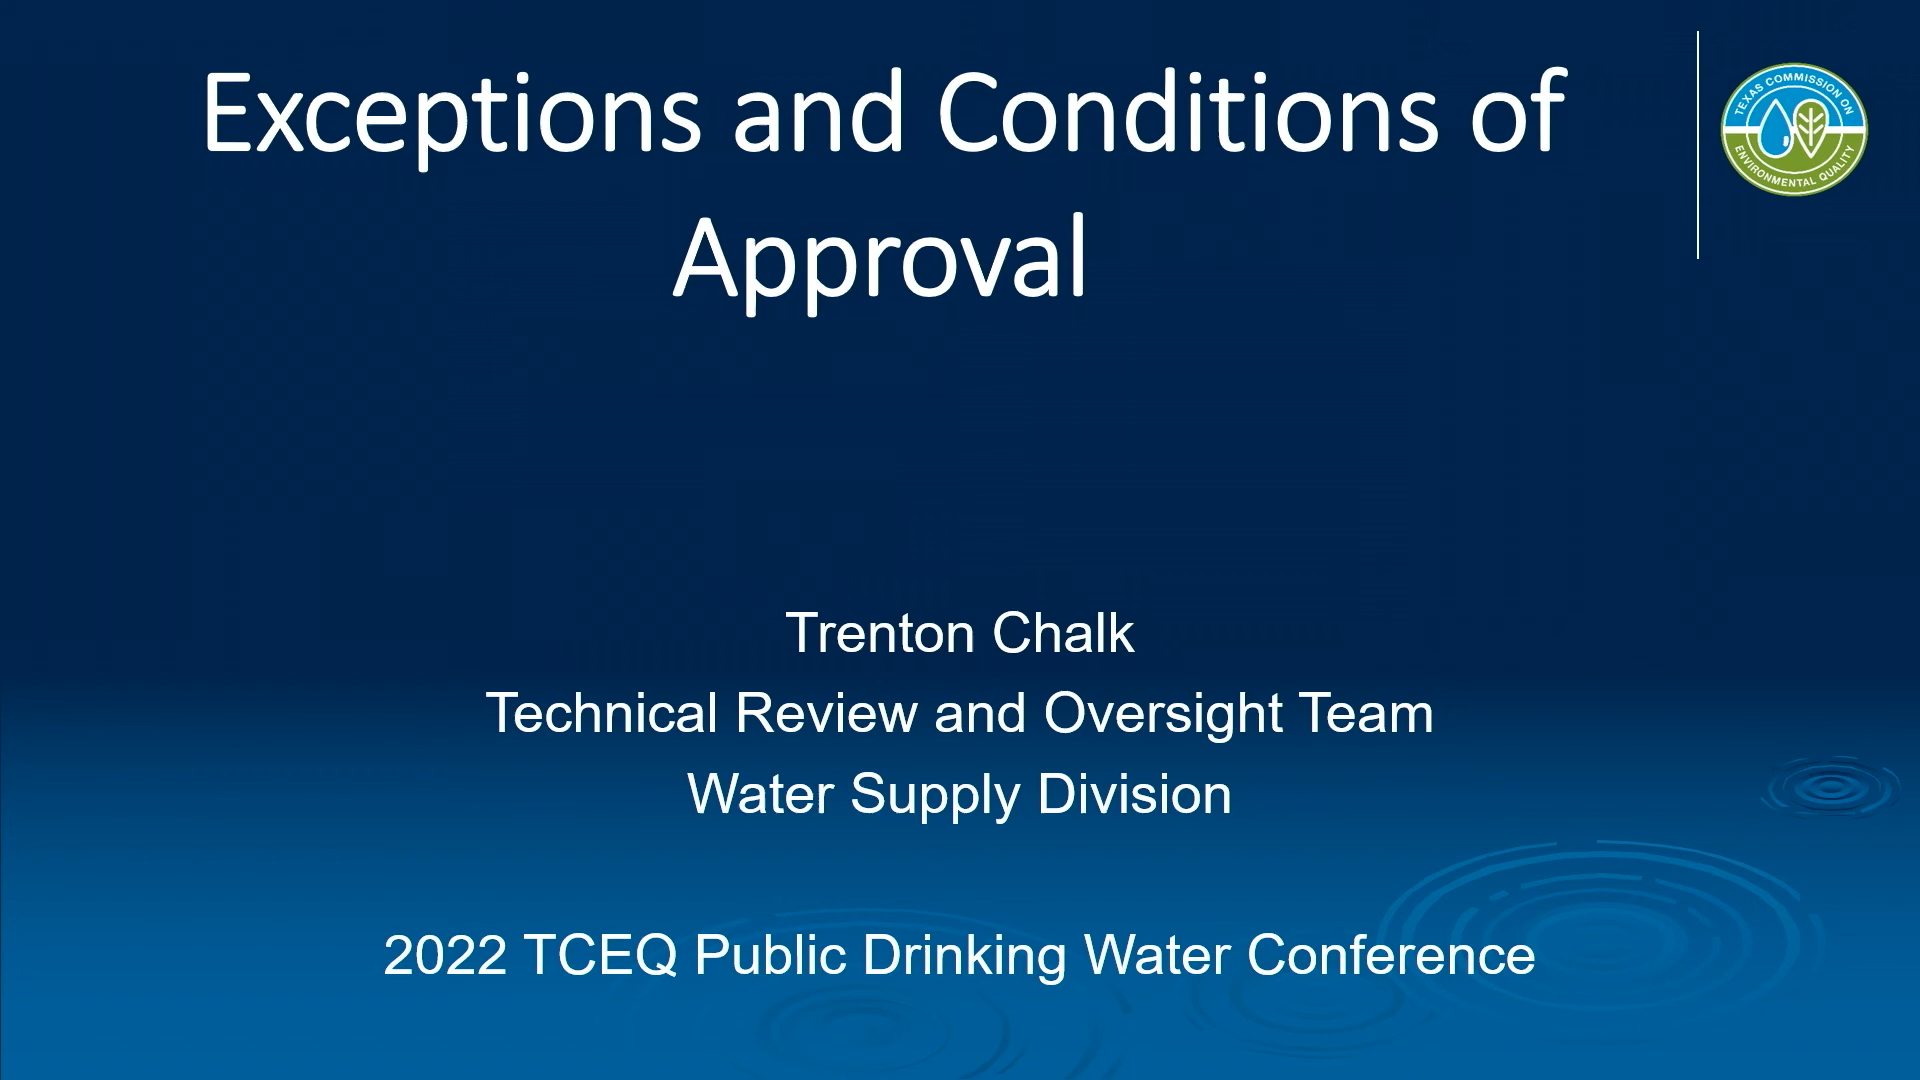 Exceptions and Conditions of
Approval
TEXAS COMMISSION ON
ENVIRONMENTAL QUALITY
Trenton Chalk
Technical Review and Oversight Team
Water Supply Division
2022 TCEQ Public Drinking Water Conference